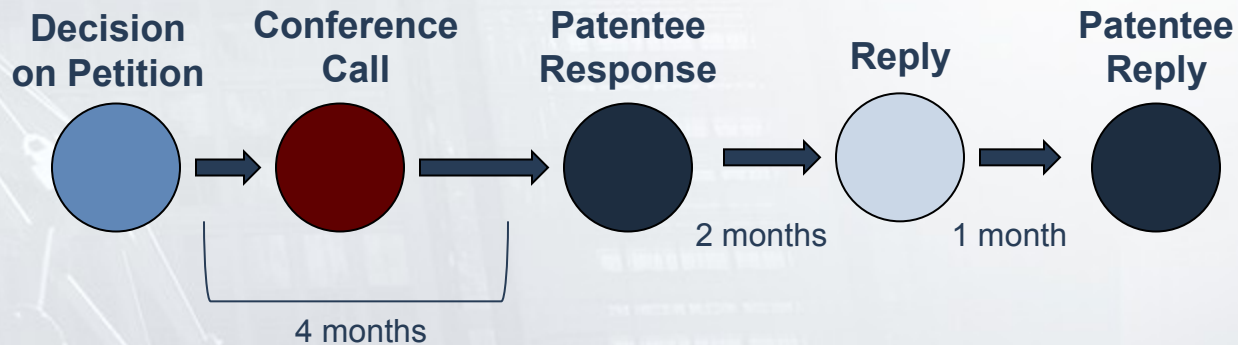 Decision
on Petition
Conference
Call
Patentee
Response
Reply
Patentee
Reply
2 months
1 month
4 months